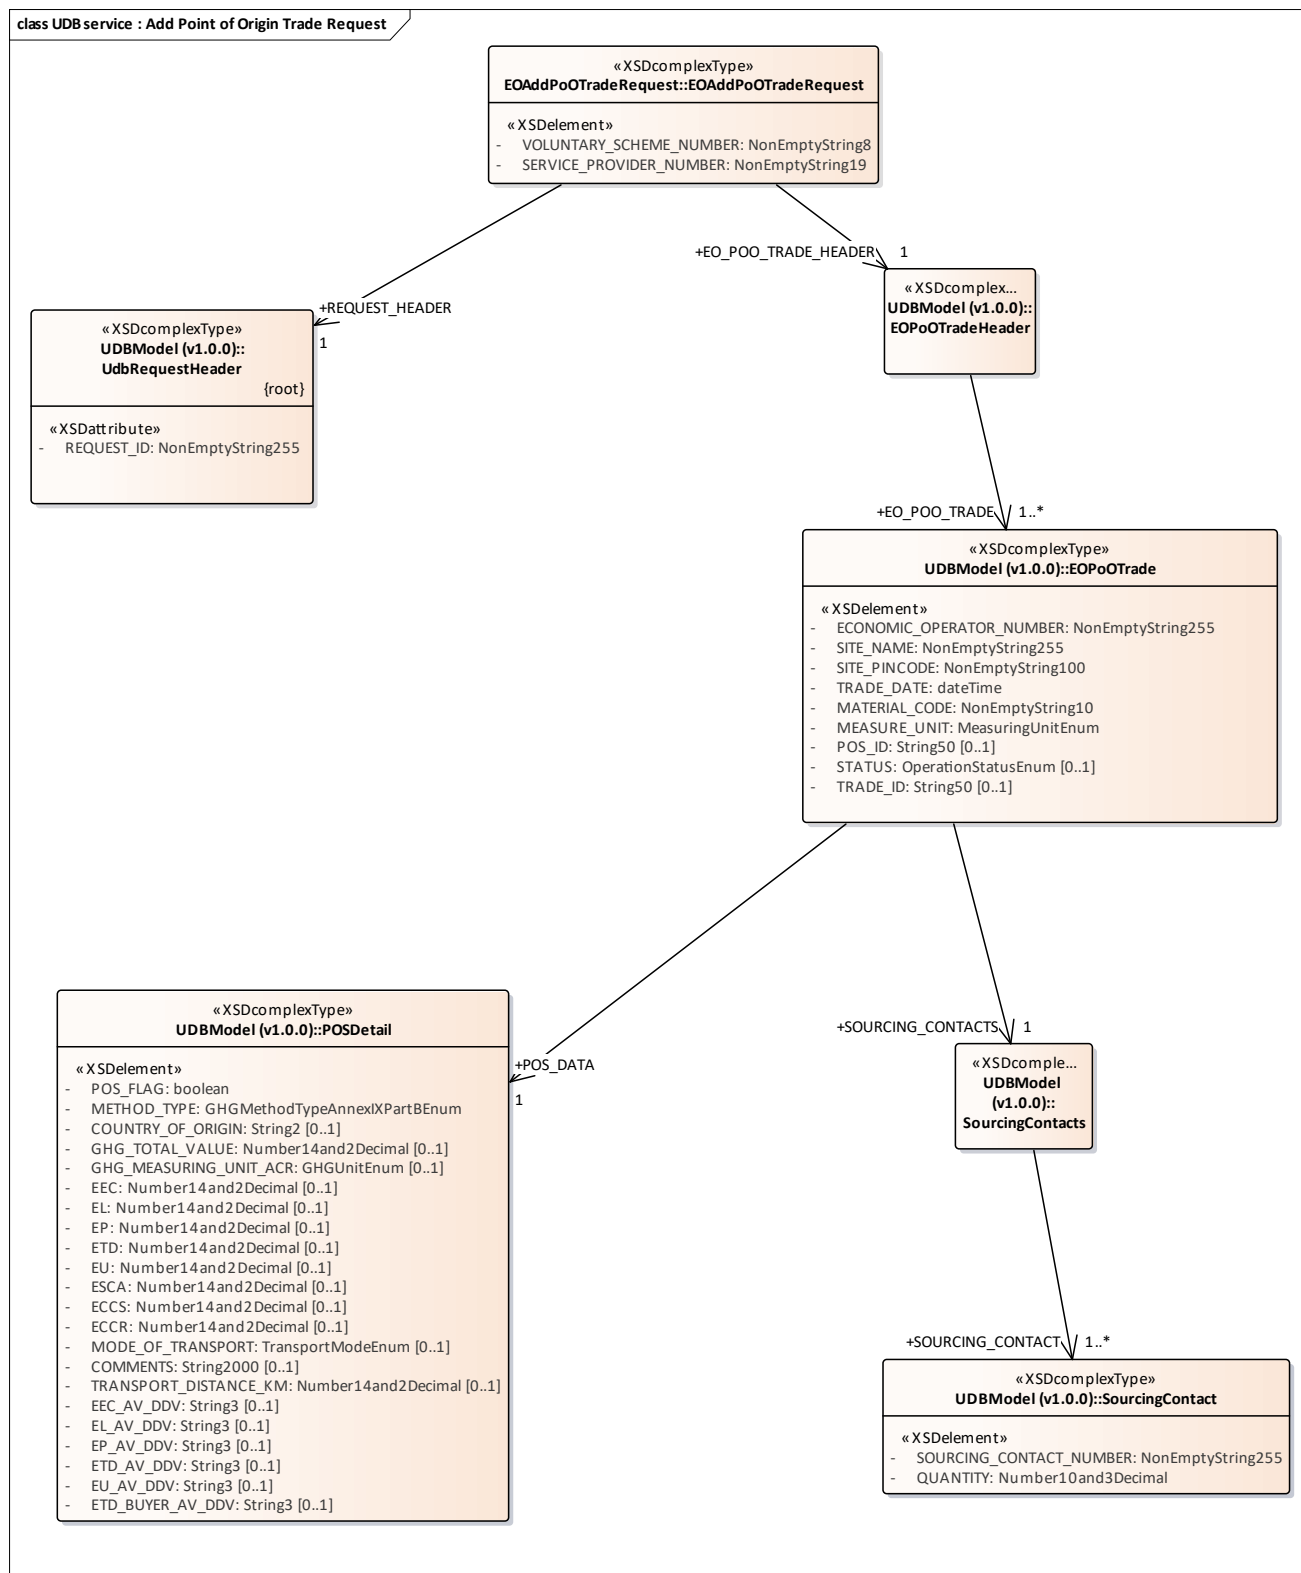 class UDB service : Add Point of Origin Trade Request
«XSDcomplexType»
EOAddPoOTradeRequest::EOAddPoOTradeRequest
«XSDelement»
- VOLUNTARY_SCHEME_NUMBER: NonEmptyString8
- SERVICE_PROVIDER_NUMBER: NonEmptyString19
+EO_POO_TRADE_HEADER 1
«XSDcomplex...
UDBModel (v1.0.0)::
EOPoOTradeHeader
+REQUEST_HEADER
1
«XSDcomplexType»
UDBModel (v1.0.0)::
UdbRequestHeader
{root}
«XSDattribute»
- REQUEST_ID: NonEmptyString255
+EO_POO_TRADE 1..*
«XSDcomplexType»
UDBModel (v1.0.0)::EOPoOTrade
«XSDelement»
- ECONOMIC_OPERATOR_NUMBER: NonEmptyString255
- SITE_NAME: NonEmptyString255
- SITE_PINCODE: NonEmptyString100
- TRADE_DATE: dateTime
- MATERIAL_CODE: NonEmptyString10
- MEASURE_UNIT: MeasuringUnitEnum
- POS_ID: String50 [0..1]
- STATUS: OperationStatusEnum [0..1]
- TRADE_ID: String50 [0..1]
+POS_DATA
1
«XSDcomplexType»
UDBModel (v1.0.0)::POSDetail
«XSDelement»
- POS_FLAG: boolean
- METHOD_TYPE: GHGMethodTypeAnnexIXPartBEnum
- COUNTRY_OF_ORIGIN: String2 [0..1]
- GHG_TOTAL_VALUE: Number14and2Decimal [0..1]
- GHG_MEASURING_UNIT_ACR: GHGUnitEnum [0..1]
- EEC: Number14and2Decimal [0..1]
- EL: Number14and2Decimal [0..1]
- EP: Number14and2Decimal [0..1]
- ETD: Number14and2Decimal [0..1]
- EU: Number14and2Decimal [0..1]
- ESCA: Number14and2Decimal [0..1]
- ECCS: Number14and2Decimal [0..1]
- ECCR: Number14and2Decimal [0..1]
- MODE_OF_TRANSPORT: TransportModeEnum [0..1]
- COMMENTS: String2000 [0..1]
- TRANSPORT_DISTANCE_KM: Number14and2Decimal [0..1]
- EEC_AV_DDV: String3 [0..1]
- EL_AV_DDV: String3 [0..1]
- EP_AV_DDV: String3 [0..1]
- ETD_AV_DDV: String3 [0..1]
- EU_AV_DDV: String3 [0..1]
- ETD_BUYER_AV_DDV: String3 [0..1]
+SOURCING_CONTACTS 1
«XSDcomple...
UDBModel
(v1.0.0)::
SourcingContacts
+SOURCING_CONTACT 1..*
«XSDcomplexType»
UDBModel (v1.0.0)::SourcingContact
«XSDelement»
- SOURCING_CONTACT_NUMBER: NonEmptyString255
- QUANTITY: Number10and3Decimal